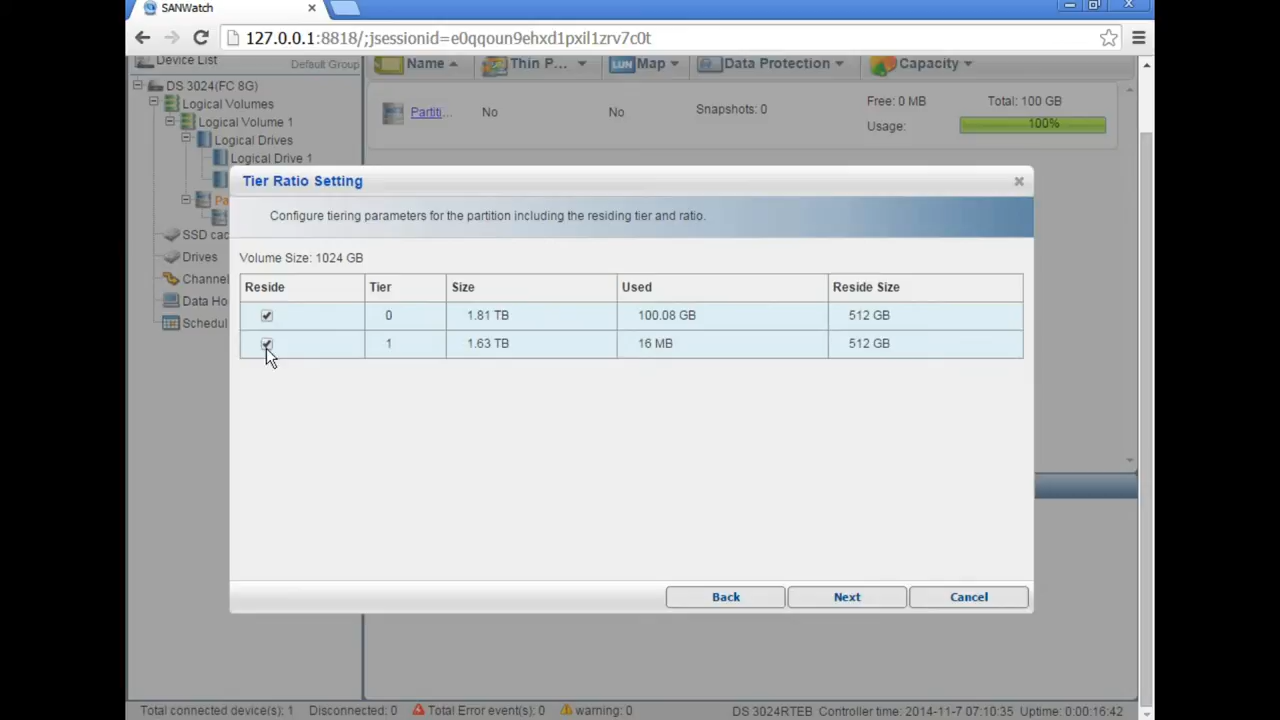 SANWatch
127.0.0.1:8818/;jsessionid=e0qqoun9ehxd1pxil1zrv7c0t
Device List Default Group
Name Thin P... Map Data Protection Capacity
LUN
DS 3024(FC 8G)
Logical Volumes
Logical Volume 1
Logical Drives
Logical Drive 1
Pa
SSD cac
Drives
Channel
Data Ho
Schedul
Partiti... No No Snapshots: 0 Free: 0 MB Total: 100 GB
Usage: 100%
Tier Ratio Setting
Configure tiering parameters for the partition including the residing tier and ratio.
Volume Size: 1024 GB
Reside Tier Size Used Reside Size
0 1.81 TB 100.08 GB 512 GB
1 1.63 TB 16 MB 512 GB
Back Next Cancel
Total connected device(s): 1 Disconnected: 0 Total Error event(s): 0 warning: 0 DS 3024RTEB Controller time: 2014-11-7 07:10:35 Uptime: 0:00:16:42